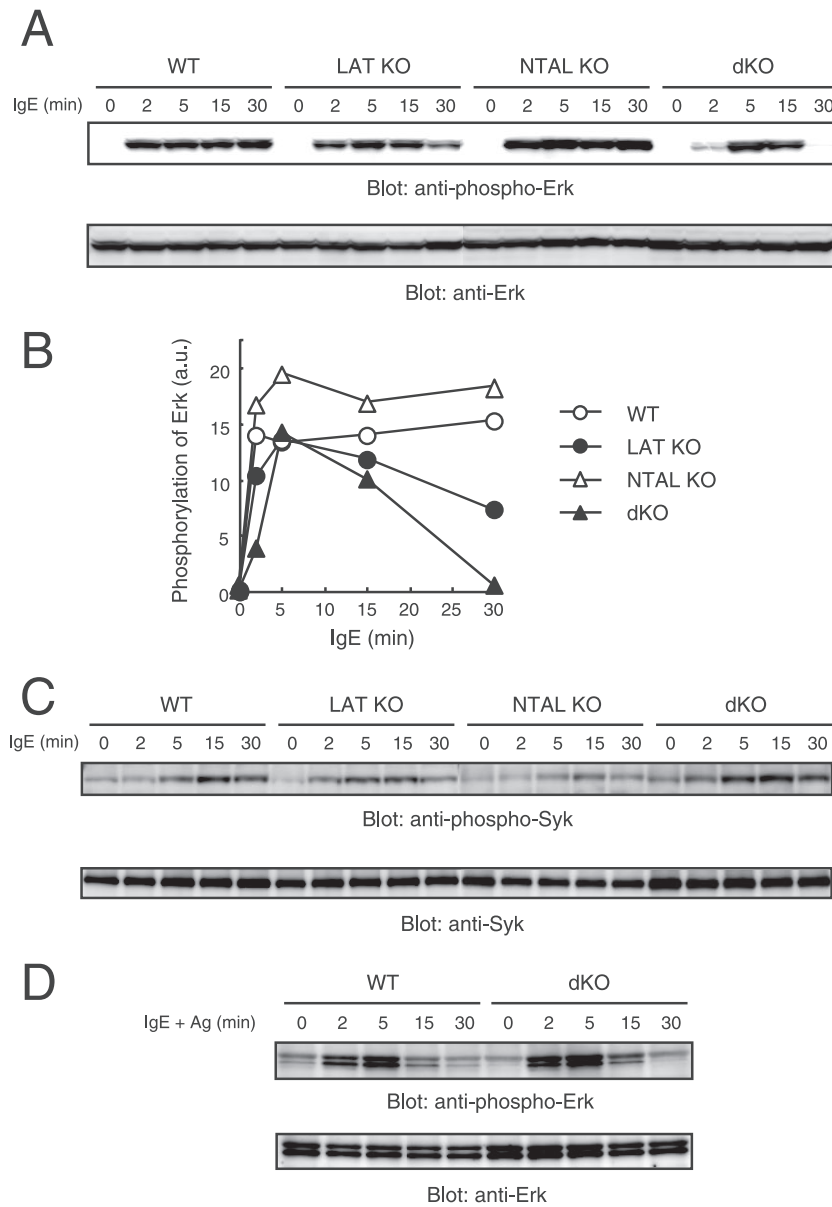 A
WT LAT KO NTAL KO dKO
IgE (min) 0 2 5 15 30 0 2 5 15 30 0 2 5 15 30 0 2 5 15 30
Blot: anti-phospho-Erk
Blot: anti-Erk
B
Phosphorylation of Erk (a.u.)
20
15
10
5
0
0 5 10 15 20 25 30
IgE (min)
WT
LAT KO
NTAL KO
dKO
C
WT LAT KO NTAL KO dKO
IgE (min) 0 2 5 15 30 0 2 5 15 30 0 2 5 15 30 0 2 5 15 30
Blot: anti-phospho-Syk
Blot: anti-Syk
D
WT dKO
IgE + Ag (min) 0 2 5 15 30 0 2 5 15 30
Blot: anti-phospho-Erk
Blot: anti-Erk